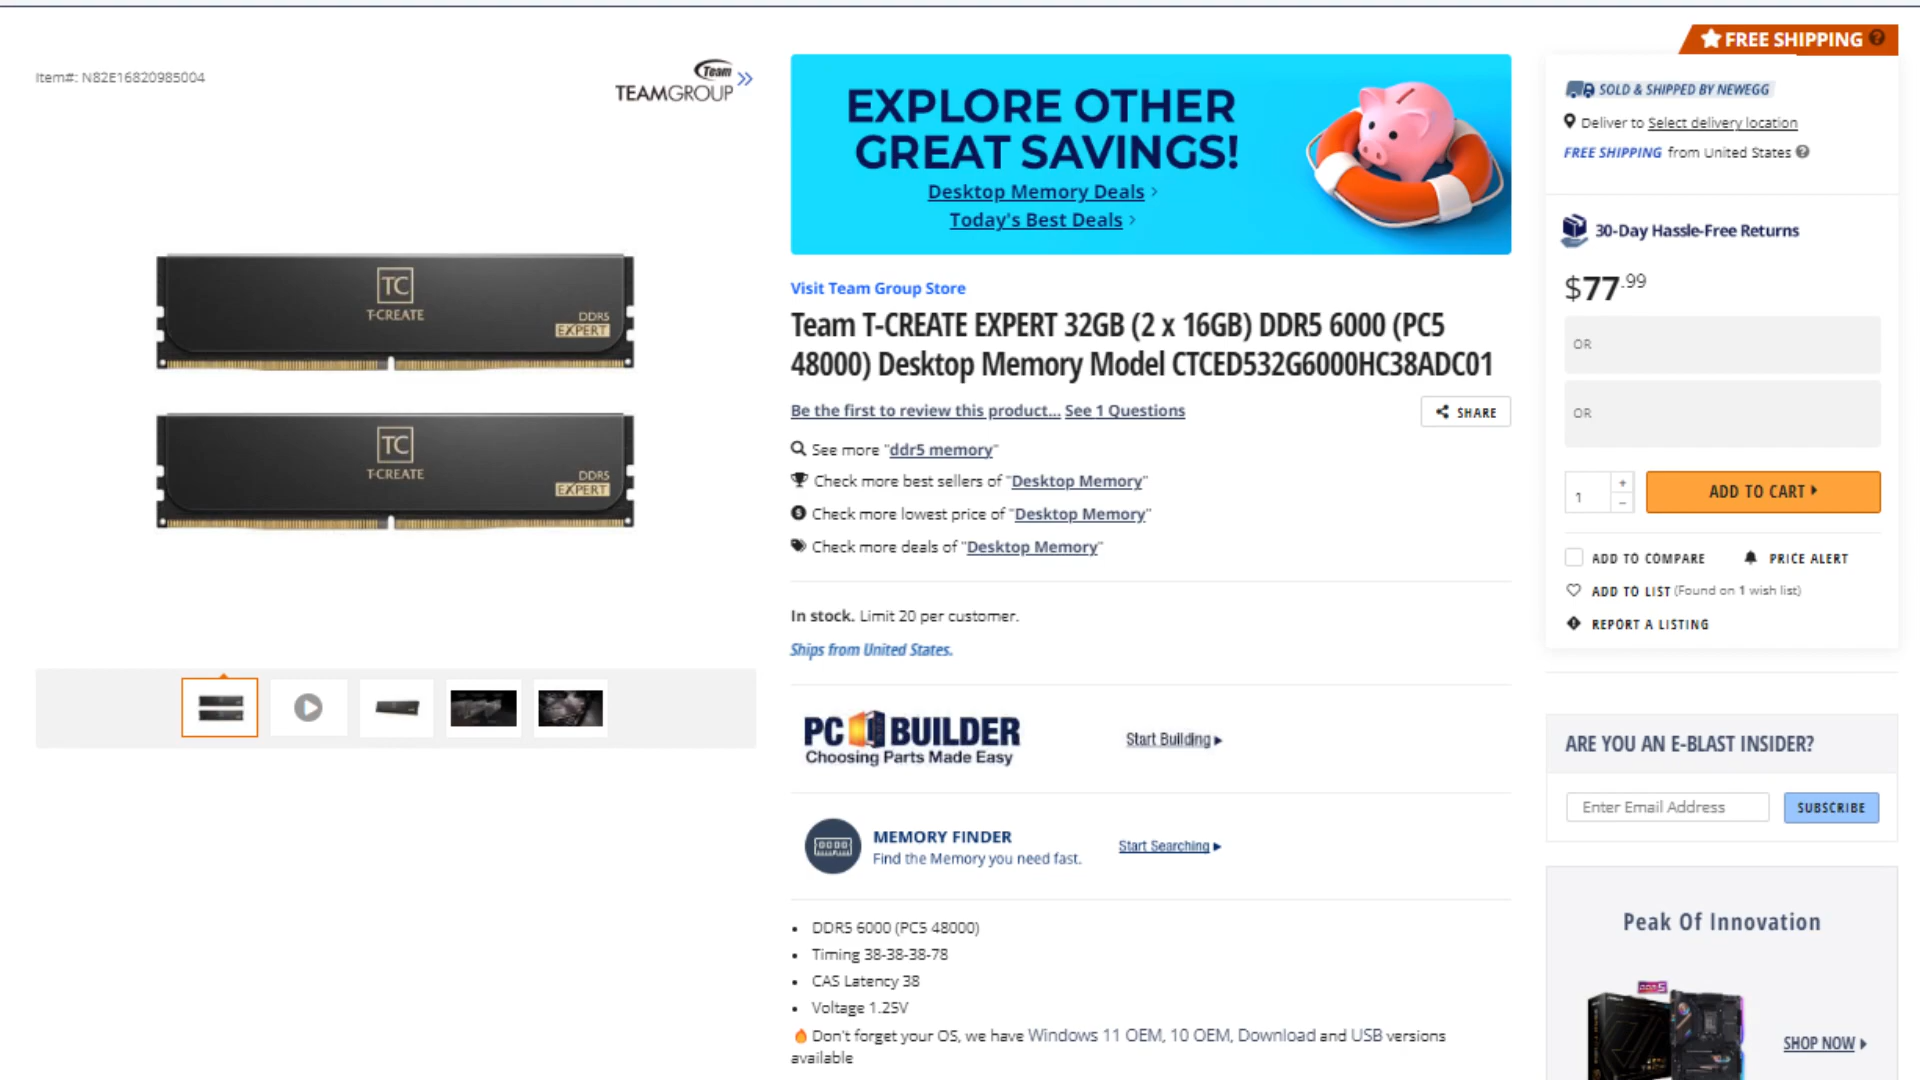 FREE SHIPPING
Item#: N82E16820985004
Team
TEAMGROUP
EXPLORE OTHER
GREAT SAVINGS!
Desktop Memory Deals
Today's Best Deals
SOLD & SHIPPED BY NEWEGG
Deliver to Select delivery location
FREE SHIPPING from United States
30-Day Hassle-Free Returns
$77.99
OR
OR
1
ADD TO CART
ADD TO COMPARE
PRICE ALERT
ADD TO LIST (Found on 1 wish list)
REPORT A LISTING
TC
T-CREATE
DDR5
EXPERT
TC
T-CREATE
DDR5
EXPERT
Visit Team Group Store
Team T-CREATE EXPERT 32GB (2 x 16GB) DDR5 6000 (PC5
48000) Desktop Memory Model CTCED532G6000HC38ADC01
Be the first to review this product... See 1 Questions
SHARE
See more "ddr5 memory"
Check more best sellers of "Desktop Memory"
Check more lowest price of "Desktop Memory"
Check more deals of "Desktop Memory"
In stock. Limit 20 per customer.
Ships from United States.
PC BUILDER
Choosing Parts Made Easy
Start Building
MEMORY FINDER
Find the Memory you need fast.
Start Searching
DDR5 6000 (PC5 48000)
Timing 38-38-38-78
CAS Latency 38
Voltage 1.25V
Don't forget your OS, we have Windows 11 OEM, 10 OEM, Download and USB versions
available
ARE YOU AN E-BLAST INSIDER?
Enter Email Address
SUBSCRIBE
Peak Of Innovation
DDR5
SHOP NOW